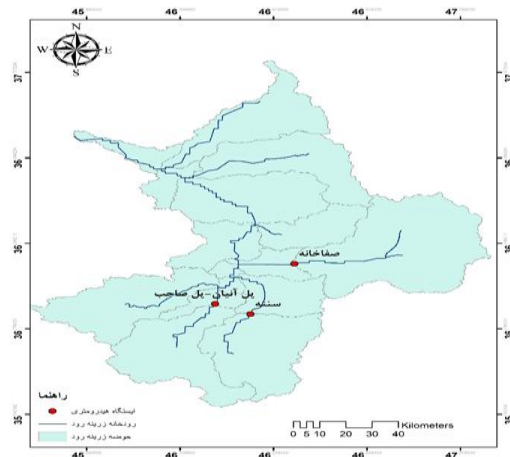 45 46 46 46 47
N
W E
S
37
36
36
36
35
صفاخانه
پل آنیان-پل صاحب
سنته
راهنما
ایستگاه هیدرومتری
رودخانه زرینه رود
حوضه زرینه رود
Kilometers
0 5 10 20 30 40
45 46 46 46 47